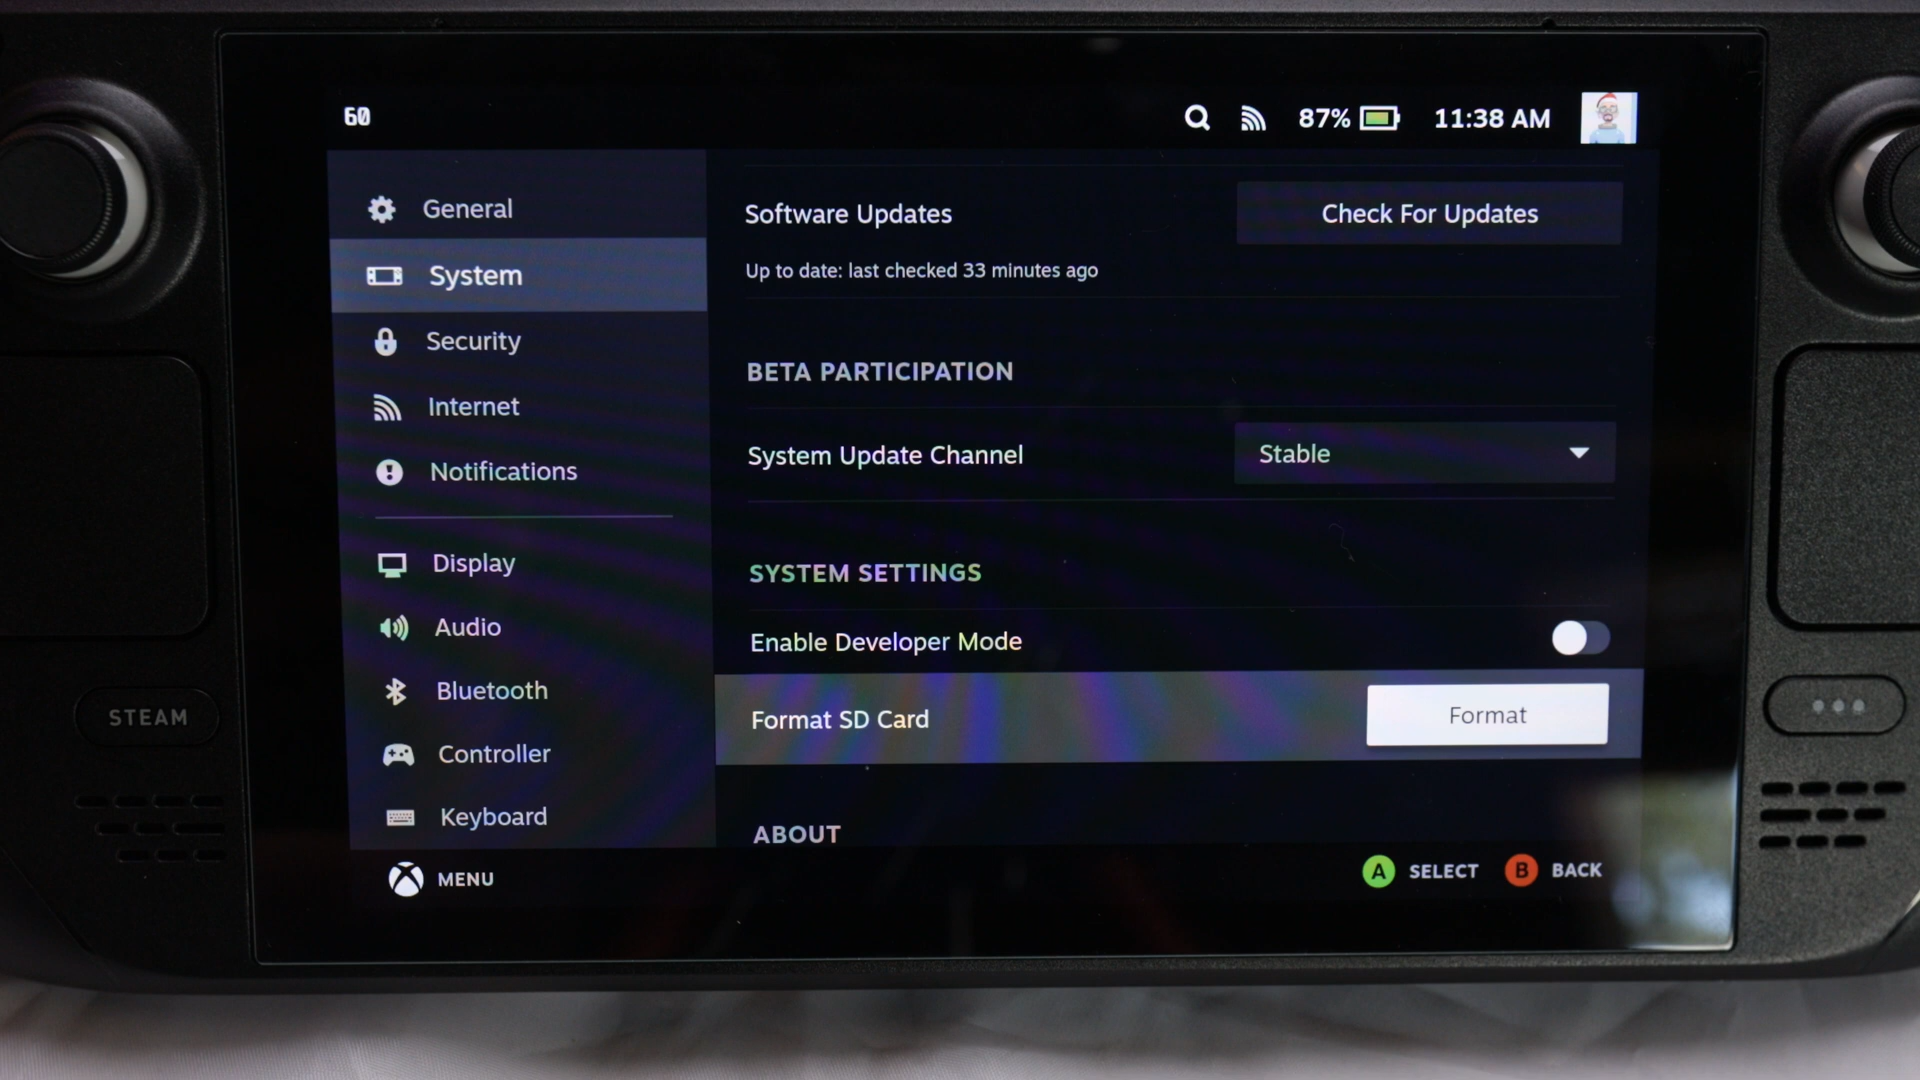 60
87%
11:38 AM
General
System
Security
Internet
Notifications
Display
Audio
Bluetooth
Controller
Keyboard
Software Updates
Check For Updates
Up to date: last checked 33 minutes ago
BETA PARTICIPATION
System Update Channel
Stable
SYSTEM SETTINGS
Enable Developer Mode
Format SD Card
Format
ABOUT
MENU
A SELECT B BACK
STEAM